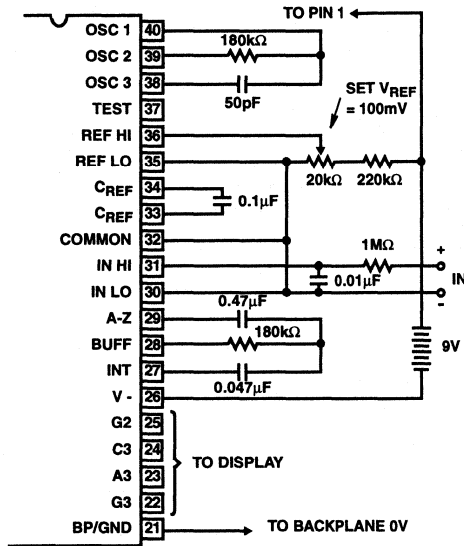 TO PIN 1
OSC 1 40
180kΩ
OSC 2 39
OSC 3 38
50pF
TEST 37
SET VREF
= 100mV
REF HI 36
REF LO 35
20kΩ 220kΩ
CREF 34
0.1µF
CREF 33
COMMON 32
1MΩ
+
IN HI 31
IN
0.01µF
IN LO 30
-
0.47µF
A-Z 29
180kΩ
BUFF 28
9V
INT 27
0.047µF
V - 26
G2 25
C3 24
TO DISPLAY
A3 23
G3 22
BP/GND 21
TO BACKPLANE 0V